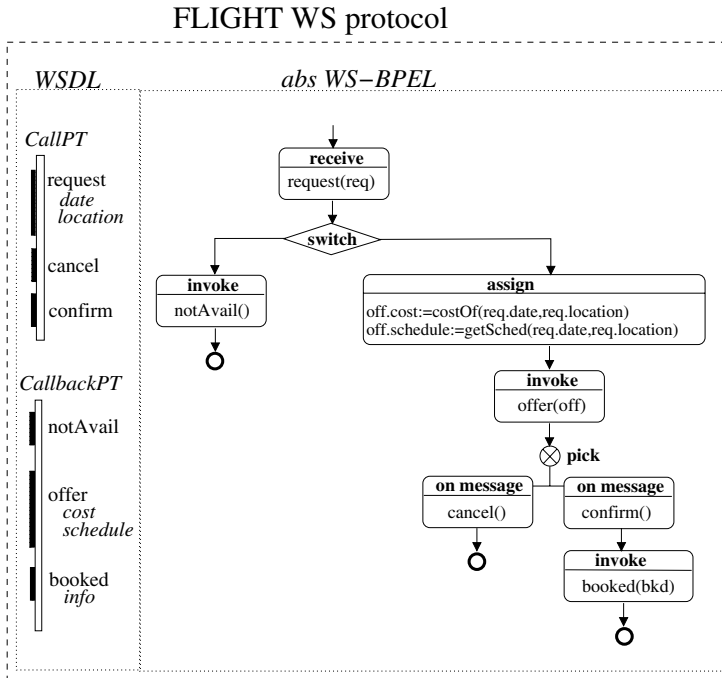 FLIGHT WS protocol
WSDL
abs WS-BPEL
CallPT
request
date
location
cancel
confirm
CallbackPT
notAvail
offer
cost
schedule
booked
info
receive
request(req)
switch
invoke
notAvail()
assign
off.cost:=costOf(req.date,req.location)
off.schedule:=getSched(req.date,req.location)
invoke
offer(off)
pick
on message
cancel()
on message
confirm()
invoke
booked(bkd)